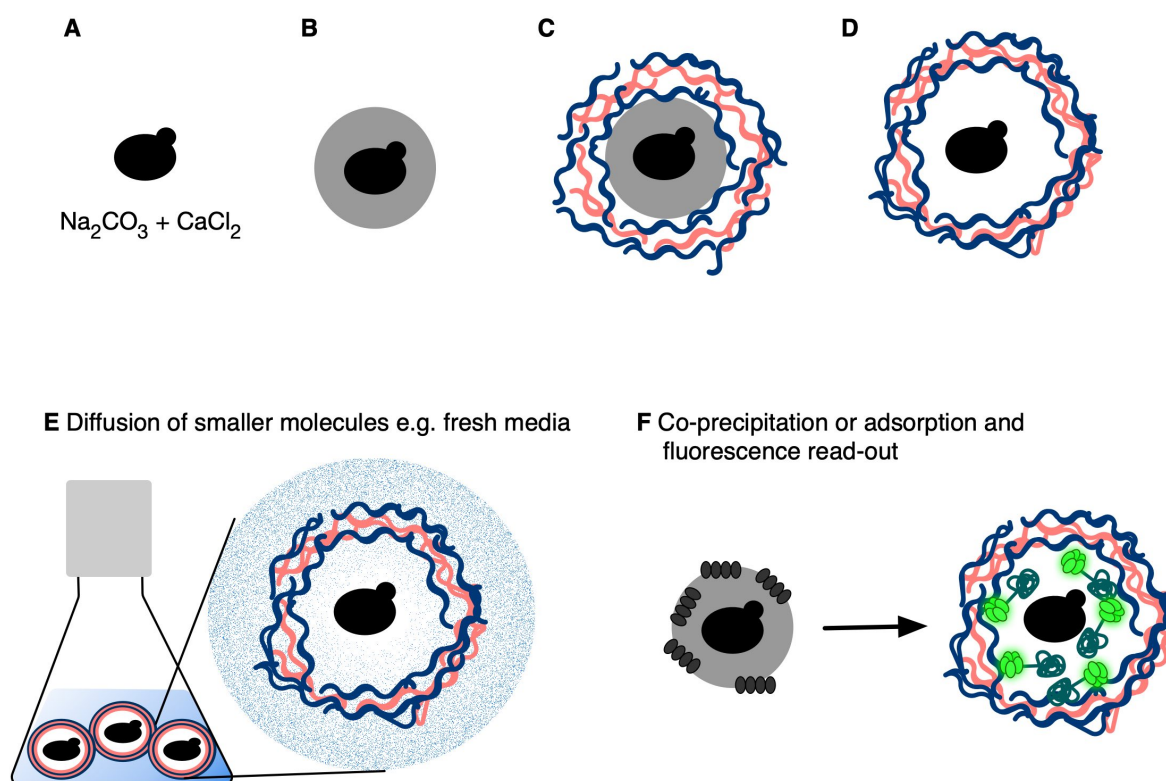 A
B
C
D
Na₂CO₃ + CaCl₂
E Diffusion of smaller molecules e.g. fresh media
F Co-precipitation or adsorption and
fluorescence read-out